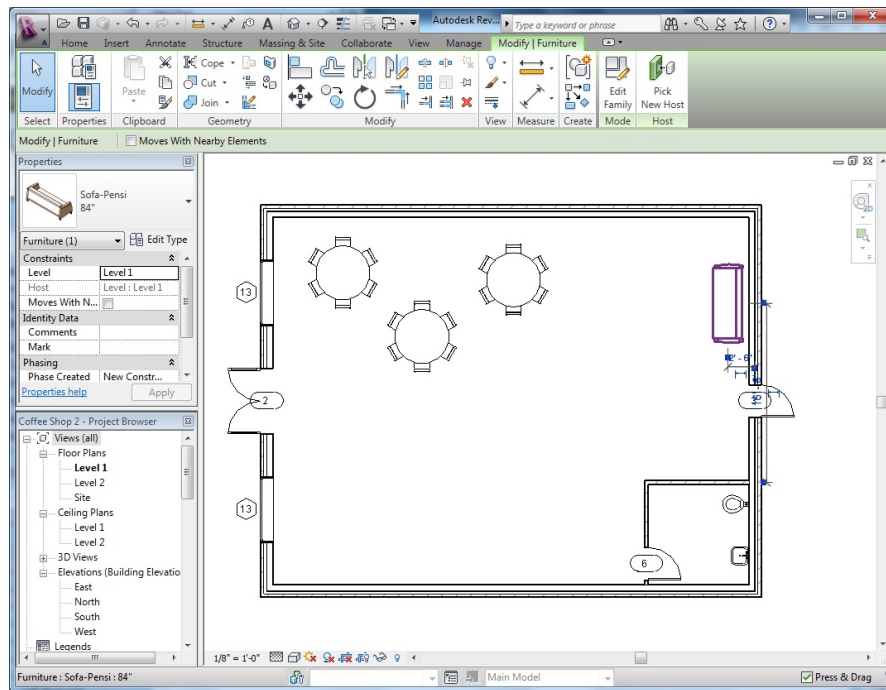 Autodesk Rev...
Type a keyword or phrase
Home Insert Annotate Structure Massing & Site Collaborate View Manage Modify | Furniture
Modify
Paste
Cope
Cut
Join
Edit
Family
Pick
New Host
Select Properties Clipboard Geometry Modify View Measure Create Mode Host
Modify | Furniture Moves With Nearby Elements
Properties
Sofa-Pensi
84"
Furniture (1) Edit Type
Constraints
Level Level 1
Host Level : Level 1
Moves With N...
Identity Data
Comments
Mark
Phasing
Phase Created New Constr...
Properties help Apply
Coffee Shop 2 - Project Browser
Views (all)
Floor Plans
Level 1
Level 2
Site
Ceiling Plans
Level 1
Level 2
3D Views
Elevations (Building Elevatio
East
North
South
West
Legends
2D
13
2' - 6"
2
13
6
1/8" = 1'-0"
Furniture : Sofa-Pensi : 84" Main Model Press & Drag